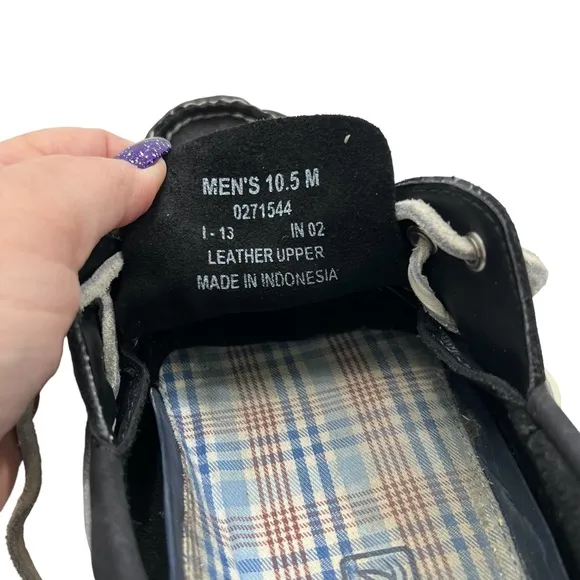 MEN'S 10.5 M
0271544
I - 13 IN 02
LEATHER UPPER
MADE IN INDONESIA